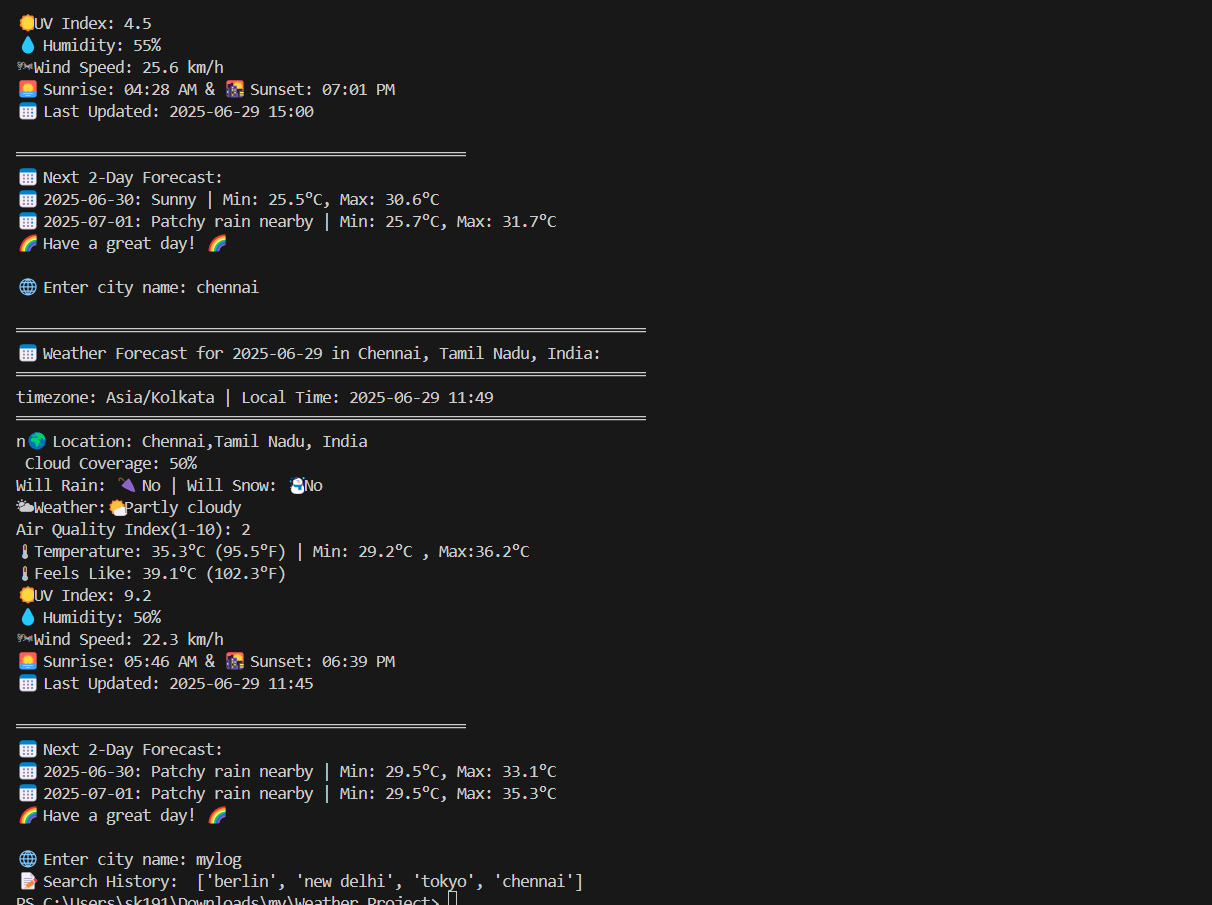 ☀️UV Index: 4.5
💧 Humidity: 55%
🌬Wind Speed: 25.6 km/h
🌅 Sunrise: 04:28 AM & 🌇 Sunset: 07:01 PM
📅 Last Updated: 2025-06-29 15:00
══════════════════════════════════════════════════
📅 Next 2-Day Forecast:
📅 2025-06-30: Sunny | Min: 25.5°C, Max: 30.6°C
📅 2025-07-01: Patchy rain nearby | Min: 25.7°C, Max: 31.7°C
🌈 Have a great day! 🌈
🌐 Enter city name: chennai
══════════════════════════════════════════════════════════════════════
📅 Weather Forecast for 2025-06-29 in Chennai, Tamil Nadu, India:
══════════════════════════════════════════════════════════════════════
timezone: Asia/Kolkata | Local Time: 2025-06-29 11:49
══════════════════════════════════════════════════════════════════════
n🌍 Location: Chennai,Tamil Nadu, India
Cloud Coverage: 50%
Will Rain: 🌂 No | Will Snow: ☃️No
🌥Weather:⛅Partly cloudy
Air Quality Index(1-10): 2
🌡Temperature: 35.3°C (95.5°F) | Min: 29.2°C , Max:36.2°C
🌡Feels Like: 39.1°C (102.3°F)
☀️UV Index: 9.2
💧 Humidity: 50%
🌬Wind Speed: 22.3 km/h
🌅 Sunrise: 05:46 AM & 🌇 Sunset: 06:39 PM
📅 Last Updated: 2025-06-29 11:45
══════════════════════════════════════════════════
📅 Next 2-Day Forecast:
📅 2025-06-30: Patchy rain nearby | Min: 29.5°C, Max: 33.1°C
📅 2025-07-01: Patchy rain nearby | Min: 29.5°C, Max: 35.3°C
🌈 Have a great day! 🌈
🌐 Enter city name: mylog
📝 Search History:  ['berlin', 'new delhi', 'tokyo', 'chennai']
PS C:\Users\sk191\Downloads\my\Weather Project>